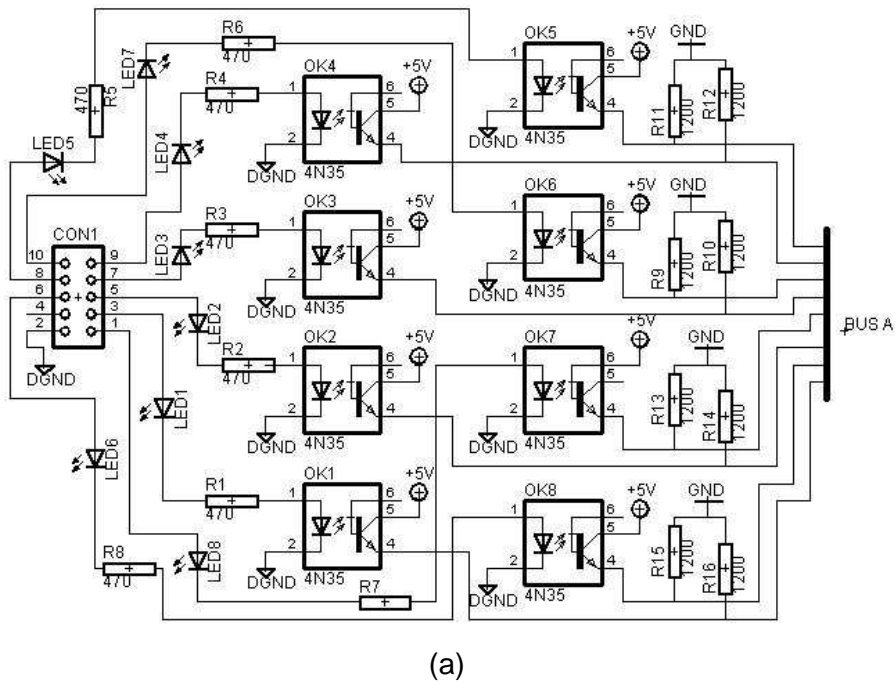 R6
470
LED7
OK5
+5V
GND
1
6
5
4
2
DGND
4N35
R11
1200
R12
1200
470
R5
LED5
R4
470
LED4
OK4
+5V
1
6
5
4
2
DGND
4N35
CON1
10
9
8
7
6
5
4
3
2
1
DGND
R3
470
LED3
OK3
+5V
1
6
5
4
2
DGND
4N35
OK6
+5V
GND
1
6
5
4
2
DGND
4N35
R9
1200
R10
1200
BUS A
LED2
R2
470
OK2
+5V
1
6
5
4
2
DGND
4N35
OK7
+5V
GND
1
6
5
4
2
DGND
4N35
R13
1200
R14
1200
LED1
LED6
R1
470
OK1
+5V
1
6
5
4
2
DGND
4N35
OK8
+5V
GND
1
6
5
4
2
DGND
4N35
R15
1200
R16
1200
R8
470
LED8
R7
470
(a)